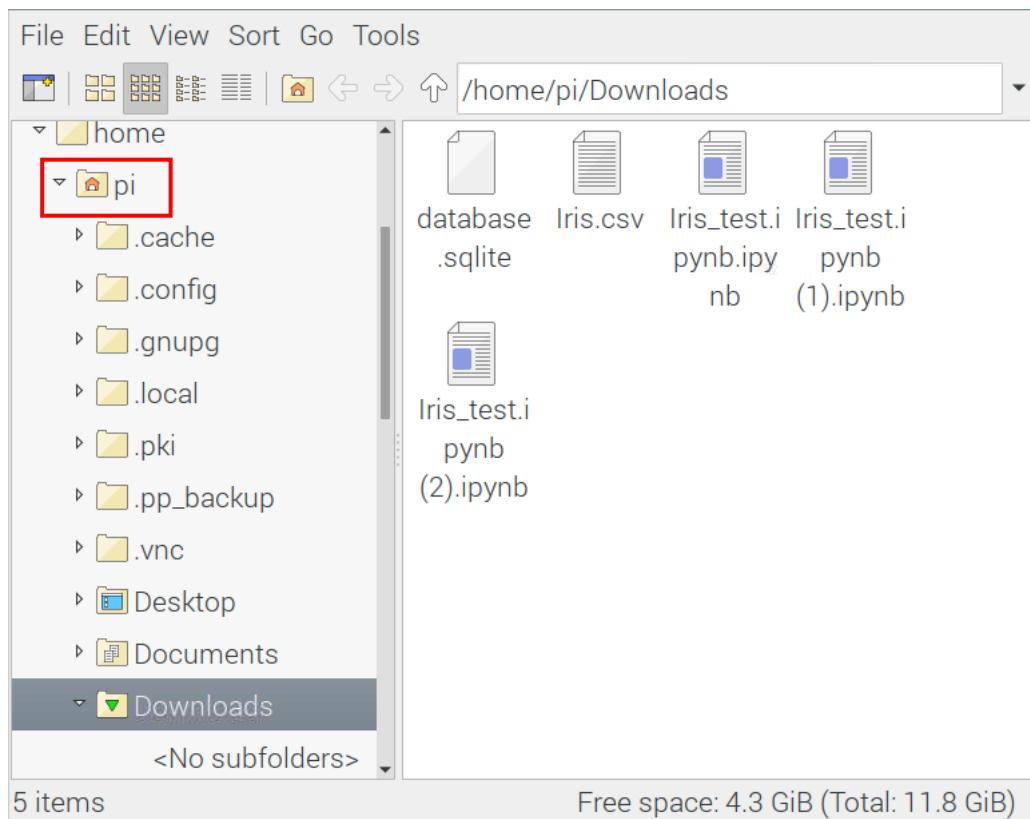 File Edit View Sort Go Tools
/home/pi/Downloads
home
pi
.cache
.config
.gnupg
.local
.pki
.pp_backup
.vnc
Desktop
Documents
Downloads
<No subfolders>
database
.sqlite
Iris.csv
Iris_test.i
pynb.ipy
nb
Iris_test.i
pynb
(1).ipynb
Iris_test.i
pynb
(2).ipynb
5 items
Free space: 4.3 GiB (Total: 11.8 GiB)